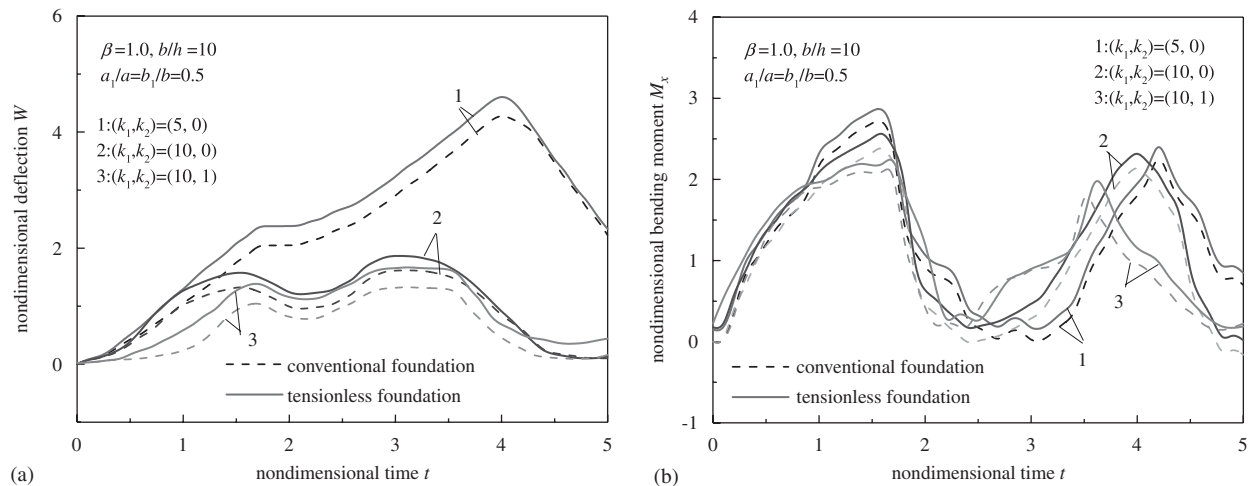 6
4
2
0
nondimensional deflection W
β=1.0, b/h=10
a₁/a=b₁/b=0.5
1:(k₁,k₂)=(5, 0)
2:(k₁,k₂)=(10, 0)
3:(k₁,k₂)=(10, 1)
1
2
3
conventional foundation
tensionless foundation
0 1 2 3 4 5
nondimensional time t
(a)
4
3
2
1
0
-1
nondimensional bending moment Mₓ
β=1.0, b/h=10
a₁/a=b₁/b=0.5
1:(k₁,k₂)=(5, 0)
2:(k₁,k₂)=(10, 0)
3:(k₁,k₂)=(10, 1)
2
3
1
conventional foundation
tensionless foundation
0 1 2 3 4 5
nondimensional time t
(b)